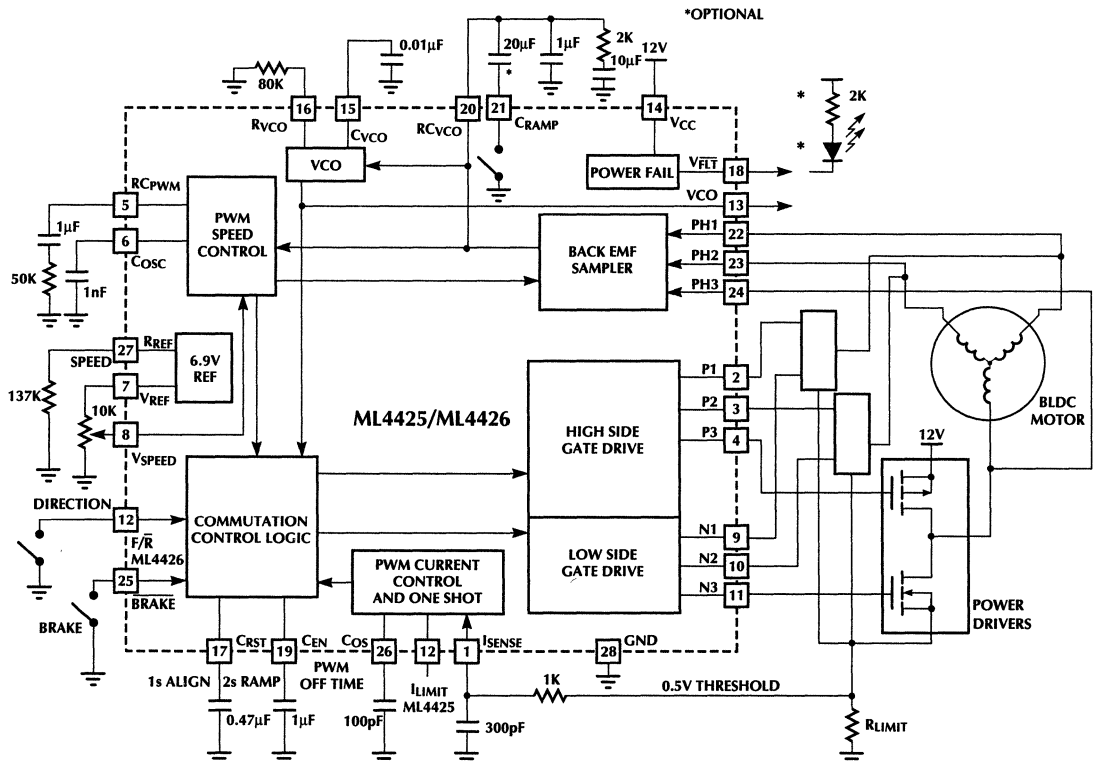 *OPTIONAL
0.01µF
20µF
*
1µF
2K
10µF
12V
80K
16
15
20
21
14
RVCO
CVCO
RCVCO
CRAMP
VCC
*
2K
*
VCO
POWER FAIL
VFLT
18
VCO
13
RCPWM
5
1µF
6
COSC
50K
1nF
PWM
SPEED
CONTROL
BACK EMF
SAMPLER
PH1
22
PH2
23
PH3
24
SPEED
27
RREF
7
VREF
6.9V
REF
137K
10K
8
VSPEED
ML4425/ML4426
HIGH SIDE
GATE DRIVE
P1
2
P2
3
P3
4
BLDC
MOTOR
12V
DIRECTION
12
F/R
ML4426
COMMUTATION
CONTROL LOGIC
25
BRAKE
BRAKE
PWM CURRENT
CONTROL
AND ONE SHOT
LOW SIDE
GATE DRIVE
N1
9
N2
10
N3
11
POWER
DRIVERS
CRST
17
CEN
19
COS
26
12
ISENSE
1
GND
28
1s ALIGN
2s RAMP
PWM
OFF TIME
ILIMIT
ML4425
1K
0.5V THRESHOLD
0.47µF
1µF
100pF
300pF
RLIMIT